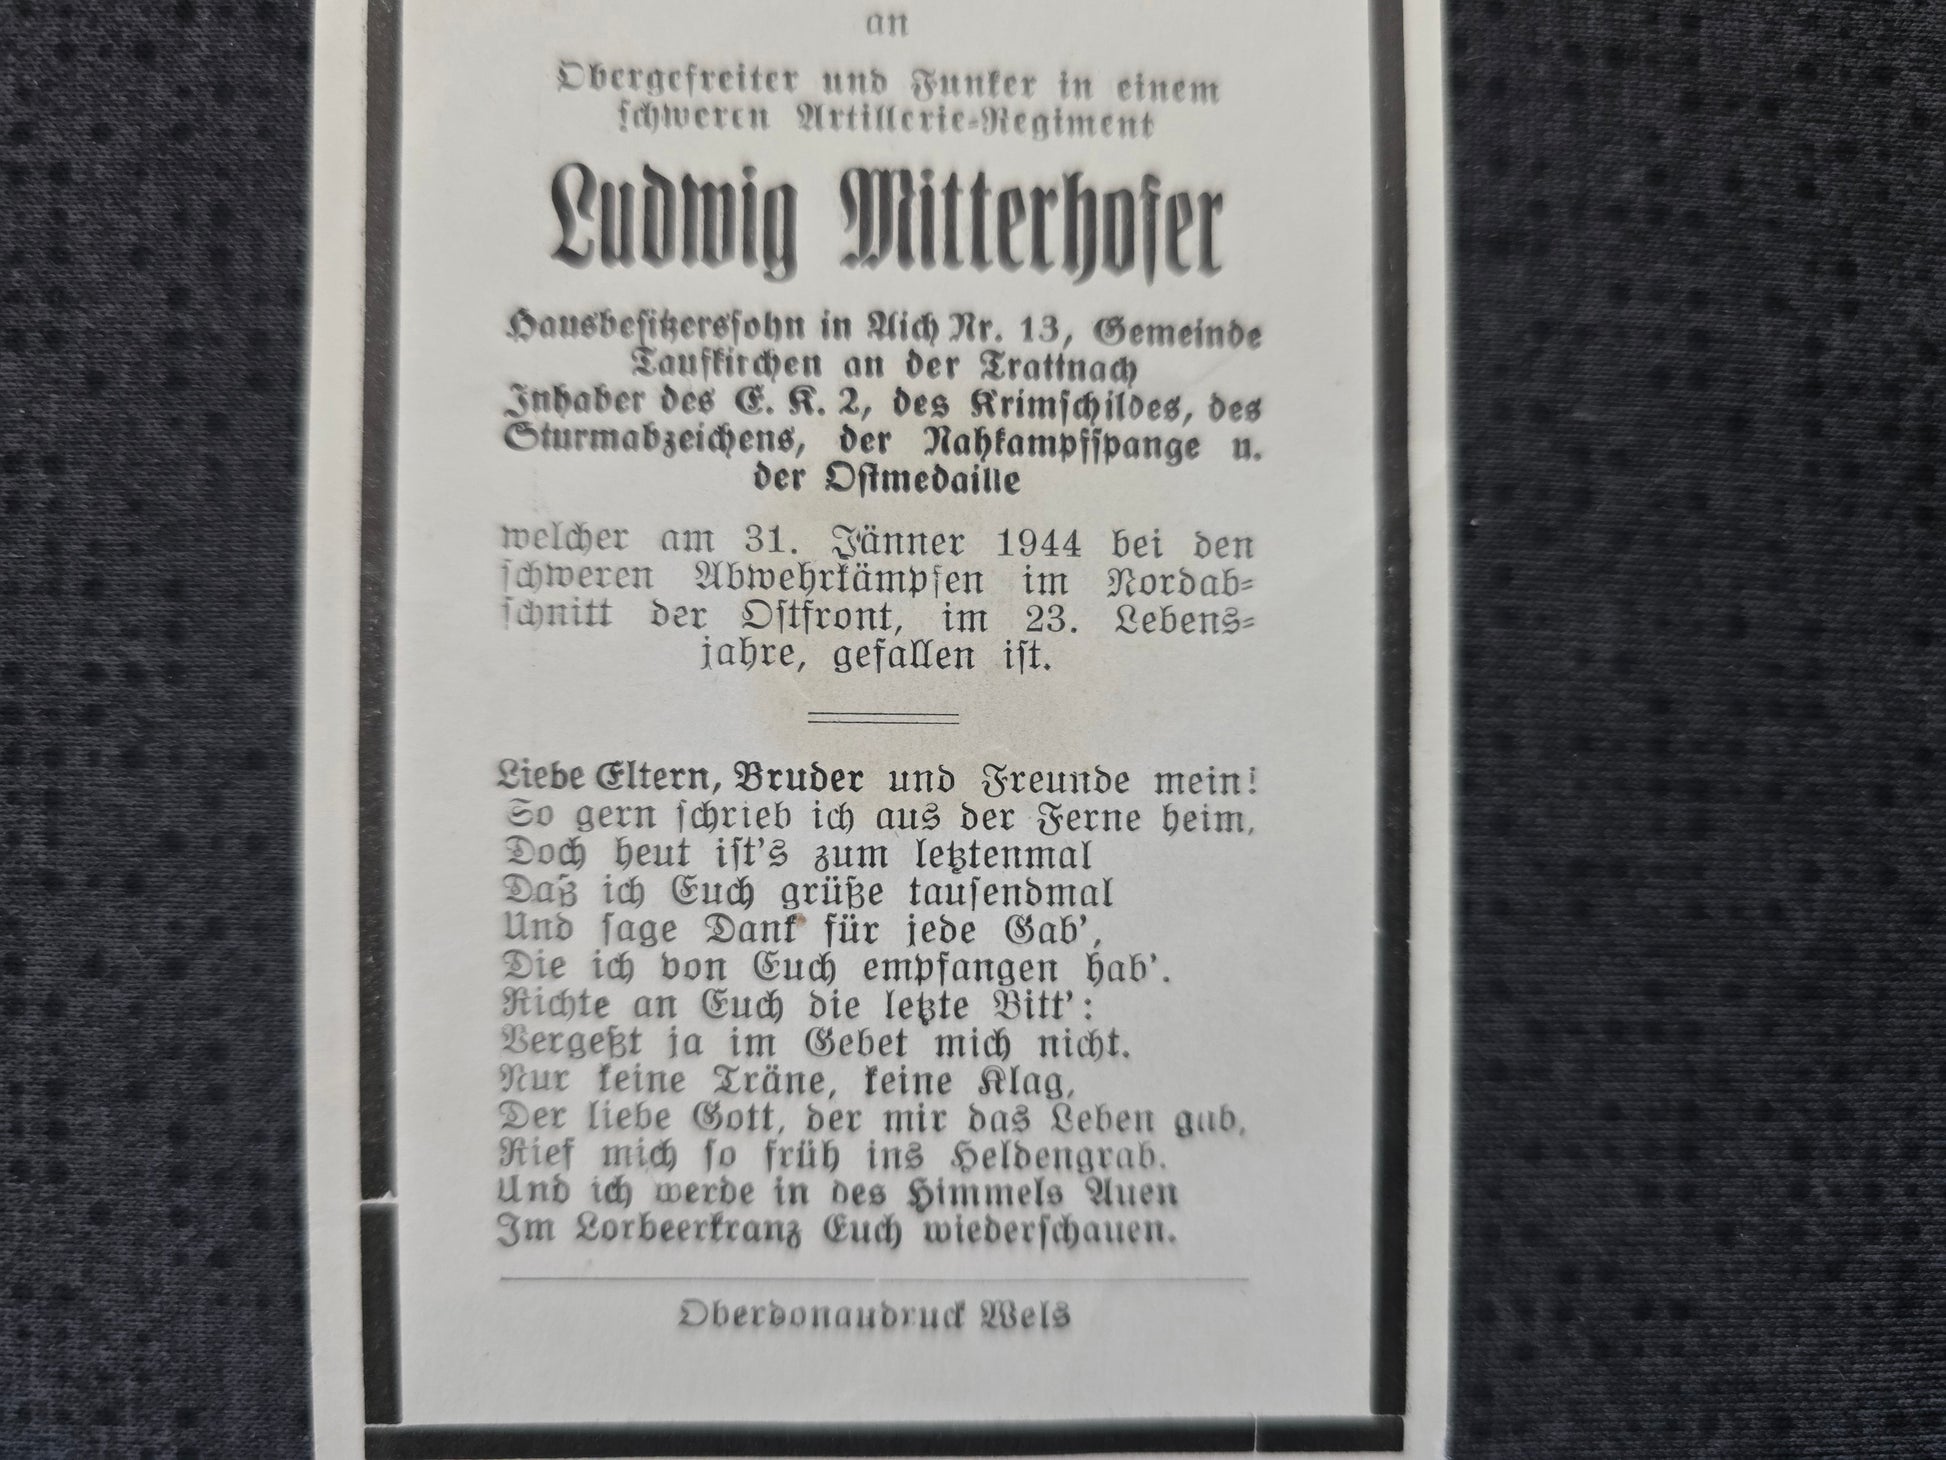 an
Obergefreiter und Funker in einem
schweren Artillerie-Regiment
Ludwig Mitterhofer
Hausbesitzerssohn in Aich Nr. 13, Gemeinde
Taufkirchen an der Trattnach
Inhaber des E. K. 2, des Krimschildes, des
Sturmabzeichens, der Nahkampfspange u.
der Ostmedaille
welcher am 31. Jänner 1944 bei den
schweren Abwehrkämpfen im Nordab-
schnitt der Ostfront, im 23. Lebens-
jahre, gefallen ist.
Liebe Eltern, Bruder und Freunde mein!
So gern schrieb ich aus der Ferne heim,
Doch heut ist's zum letztenmal
Daß ich Euch grüße tausendmal
Und sage Dank für jede Gab',
Die ich von Euch empfangen hab'.
Richte an Euch die letzte Bitt':
Vergeßt ja im Gebet mich nicht.
Nur keine Träne, keine Klag,
Der liebe Gott, der mir das Leben gab,
Rief mich so früh ins Heldengrab.
Und ich werde in des Himmels Auen
Im Lorbeerkranz Euch wiederschauen.
Oberdonaudruck Wels